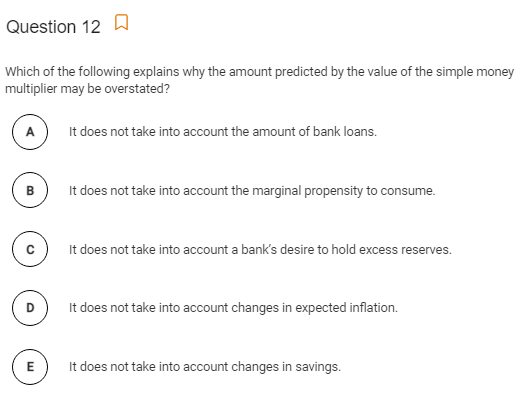 Question 12
Which of the following explains why the amount predicted by the value of the simple money
multiplier may be overstated?
A It does not take into account the amount of bank loans.
B It does not take into account the marginal propensity to consume.
C It does not take into account a bank's desire to hold excess reserves.
D It does not take into account changes in expected inflation.
E It does not take into account changes in savings.